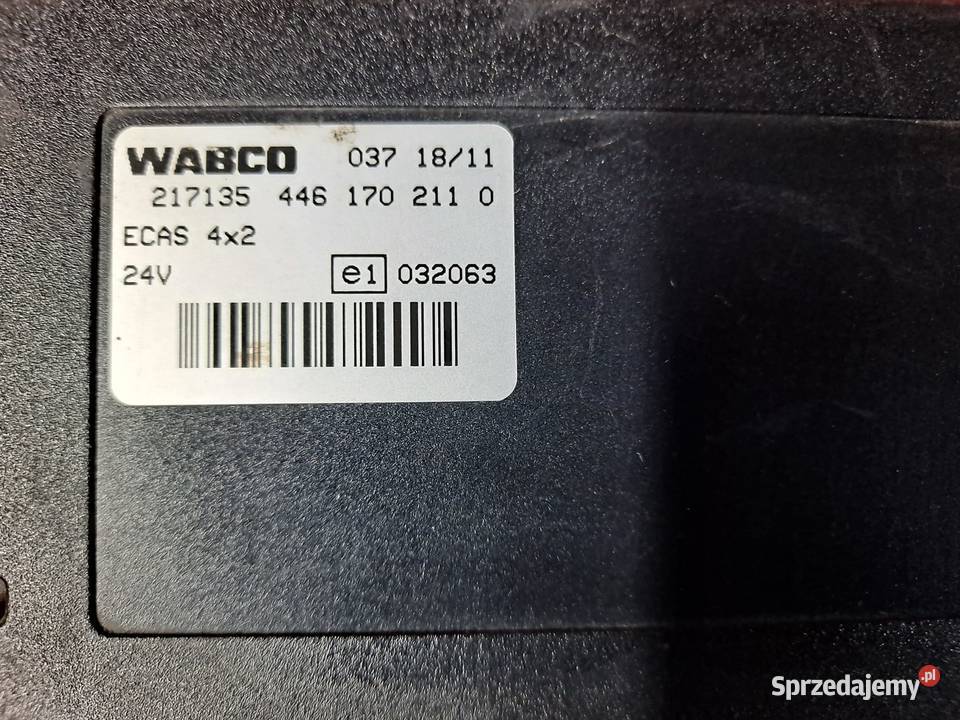 WABCO 037 18/11
217135 446 170 211 0
ECAS 4x2
24V e1 032063
Sprzedajemy.pl